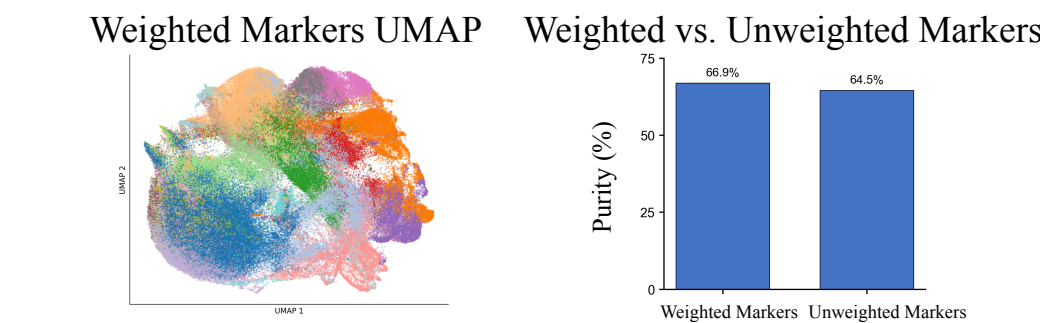 Weighted Markers UMAP
UMAP 2
UMAP 1
Weighted vs. Unweighted Markers
Purity (%)
75
50
25
0
66.9%
64.5%
Weighted Markers
Unweighted Markers